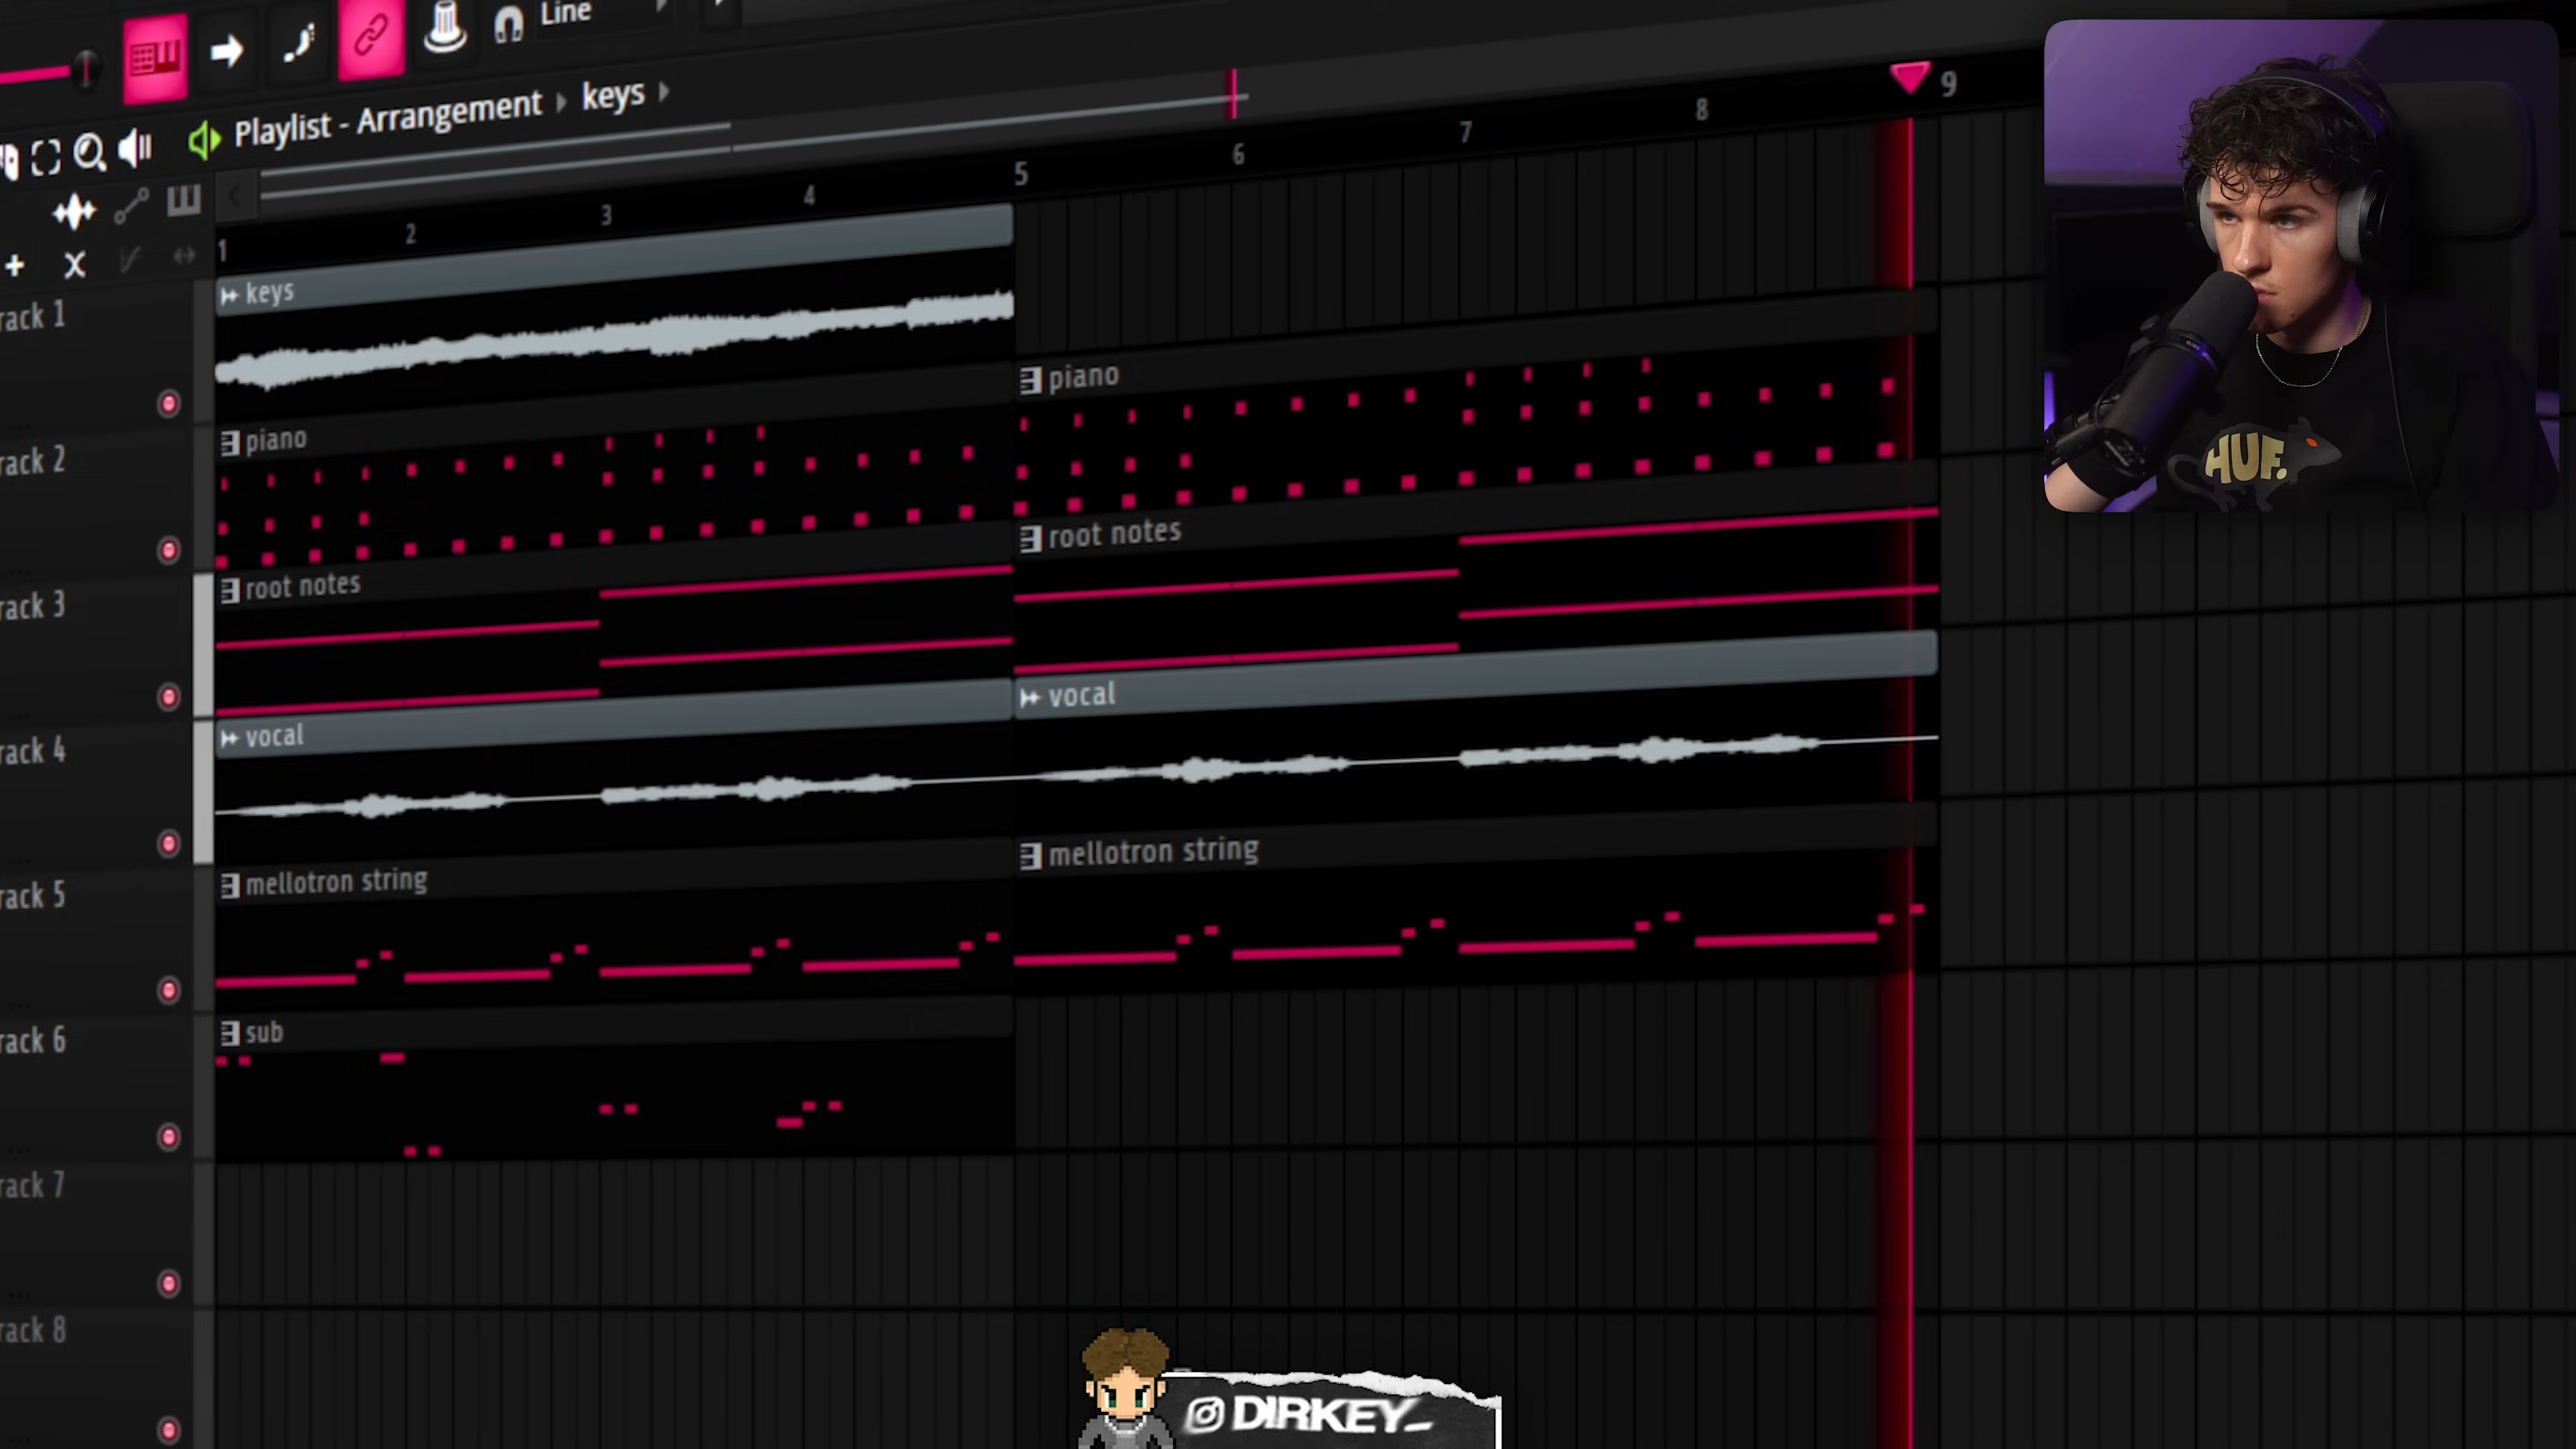 Line
Playlist - Arrangement › keys
1 2 3 4 5 6 7 8 9
rack 1
keys
rack 2
piano
piano
rack 3
root notes
root notes
rack 4
vocal
vocal
rack 5
mellotron string
mellotron string
rack 6
sub
rack 7
rack 8
HUF.
DIRKEY_